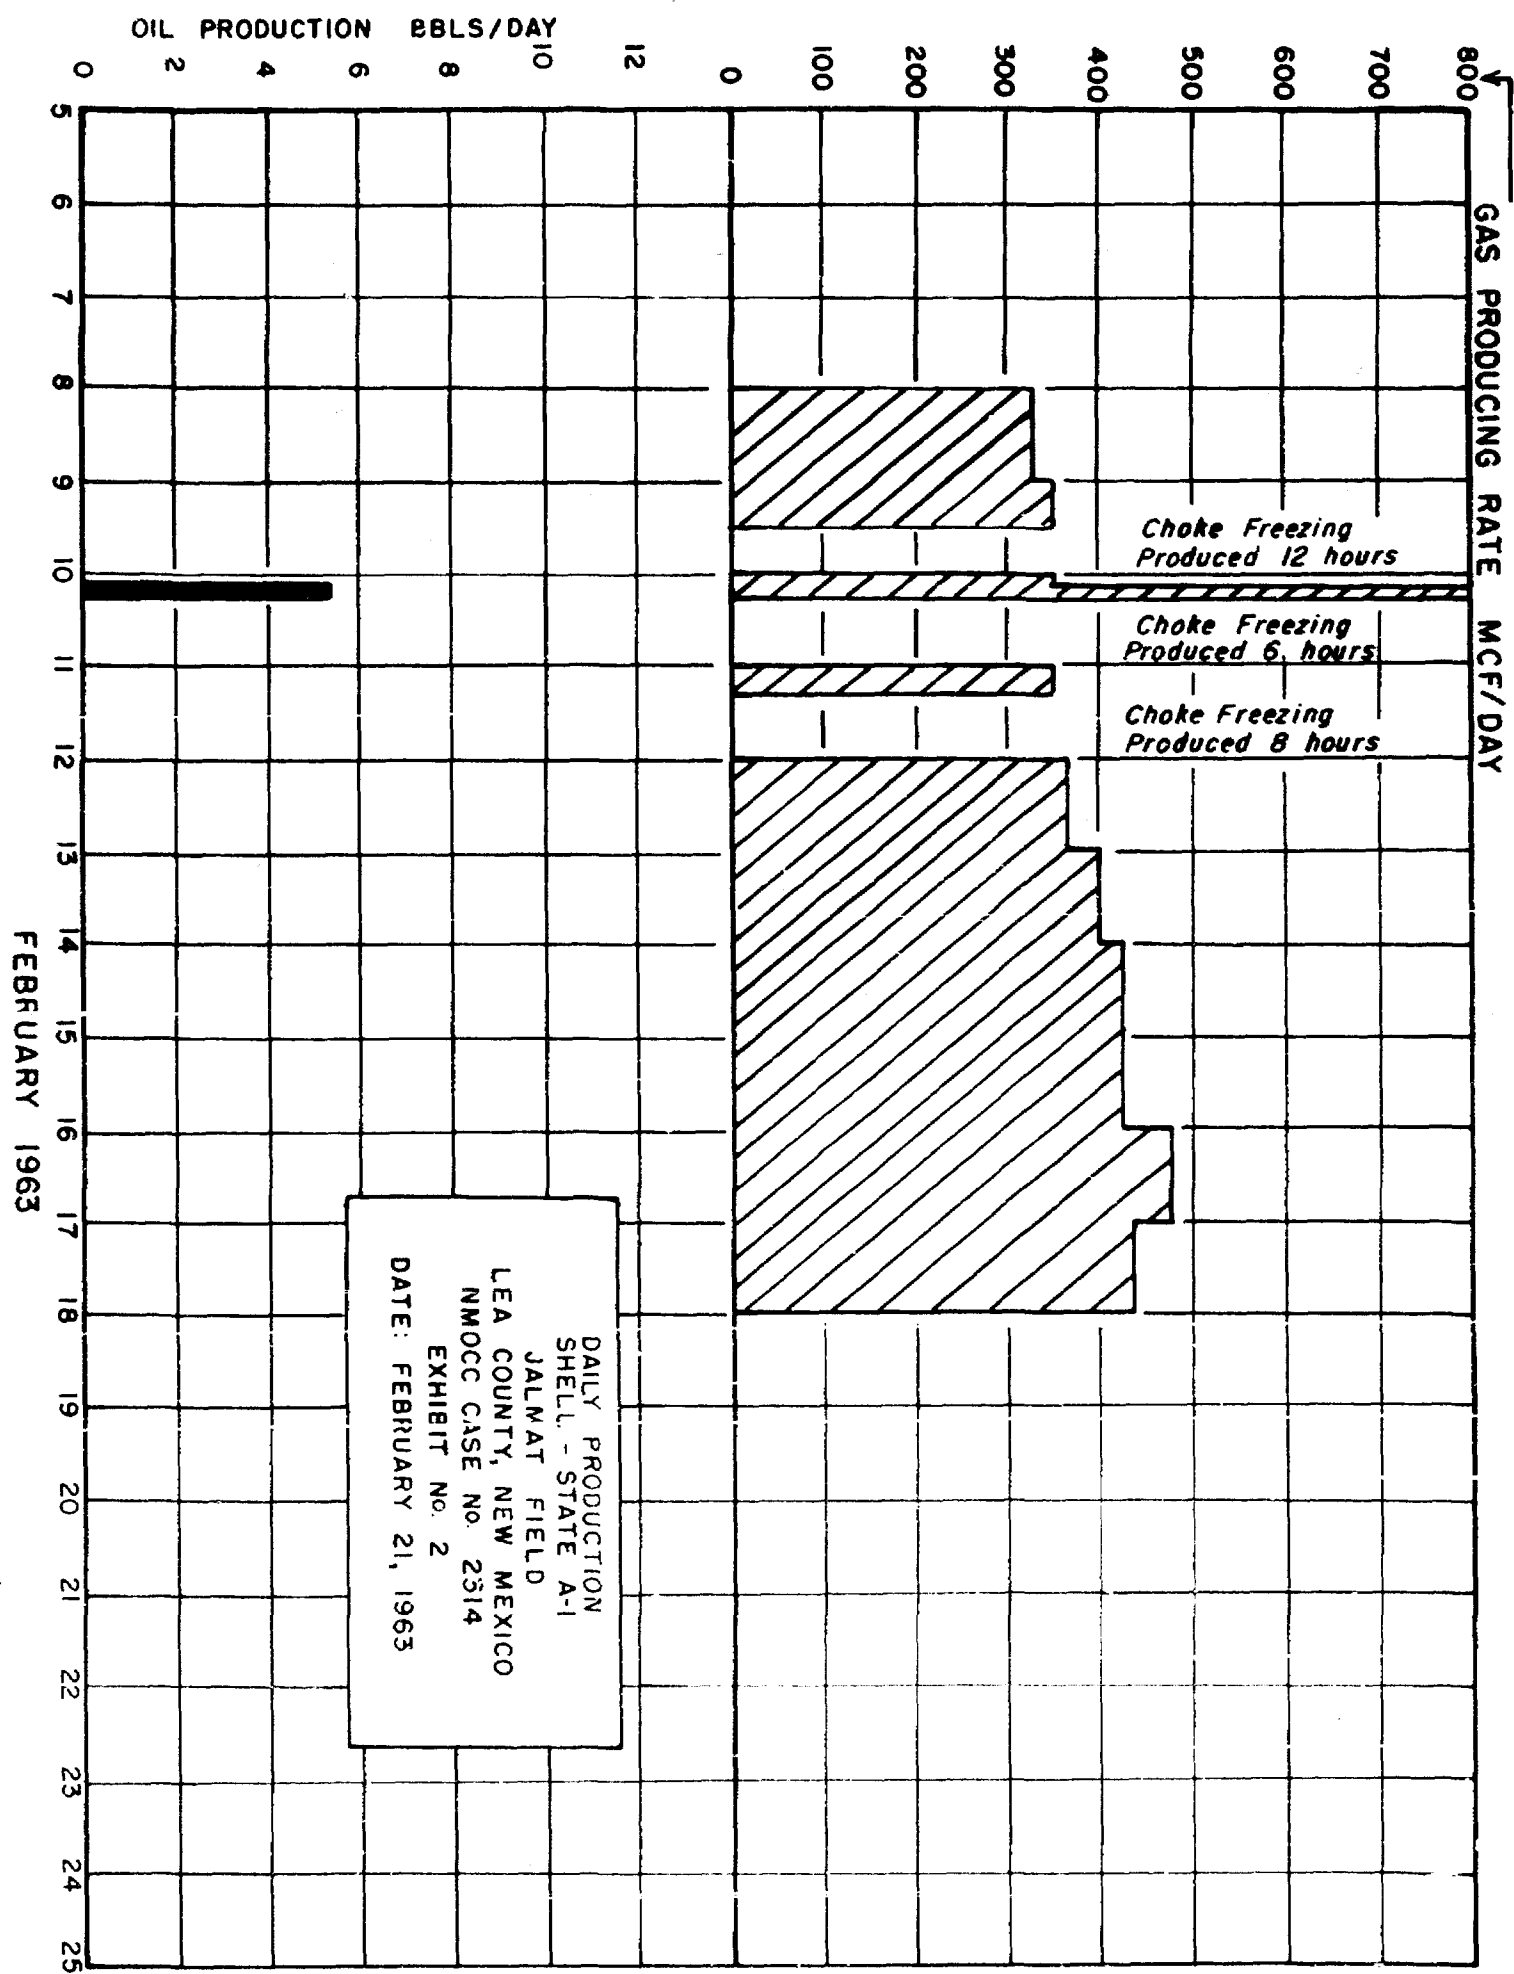 OIL PRODUCTION BBLS/DAY
0 2 4 6 8 10 12
0 100 200 300 400 500 600 700 800
GAS PRODUCING RATE MCF/DAY
5
6
7
8
9
10
11
12
13
14
15
16
17
18
19
20
21
22
23
24
25
FEBRUARY 1963
Choke Freezing
Produced 12 hours
Choke Freezing
Produced 6 hours
Choke Freezing
Produced 8 hours
DAILY PRODUCTION
SHELL - STATE A-1
JALMAT FIELD
LEA COUNTY, NEW MEXICO
NMOCC CASE NO.
EXHIBIT NO. 2
DATE: FEBRUARY 21, 1963